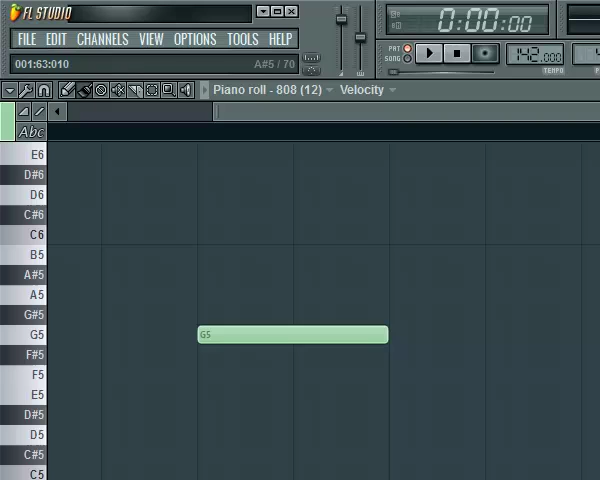 FL STUDIO
FILE EDIT CHANNELS VIEW OPTIONS TOOLS HELP
001:63:010 A#5 / 70
0:00:00
PAT
SONG
142.000
TEMPO
Piano roll - 808 (12) Velocity
Abc
E6
D#6
D6
C#6
C6
B5
A#5
A5
G#5
G5 G5
F#5
F5
E5
D#5
D5
C#5
C5